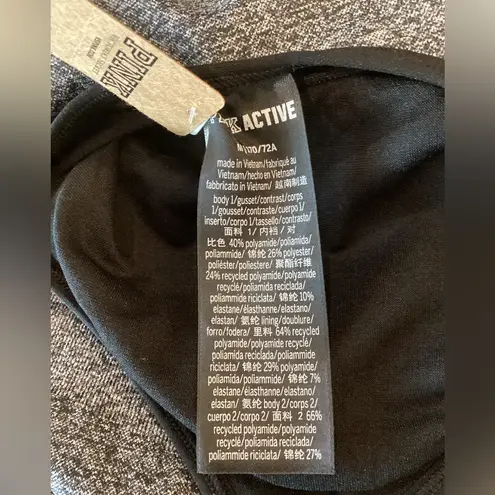 PINK
ACTIVE
M/170/72A
made in Vietnam/fabriqué au
Vietnam/hecho en Vietnam/
fabbricato in Vietnam/ 越南制造
body 1/gusset/contrast/corps
1/gousset/contraste/cuerpo 1/
inserto/corpo 1/tassello/contrasto/
面料 1/ 内裆 / 对
比色 40% polyamide/poliamida/
poliammide/ 锦纶 26% polyester/
poliéster/poliestere/ 聚酯纤维
24% recycled polyamide/polyamide
recyclé/poliamida reciclada/
poliammide riciclata/ 锦纶 10%
elastane/élasthanne/elastano/
elastan/ 氨纶 lining/doublure/
forro/fodera/ 里料 64% recycled
polyamide/polyamide recyclé/
poliamida reciclada/poliammide
riciclata/ 锦纶 29% polyamide/
poliamida/poliammide/ 锦纶 7%
elastane/élasthanne/elastano/
elastan/ 氨纶 body 2/corps 2/
cuerpo 2/corpo 2/ 面料 2 66%
recycled polyamide/polyamide
recyclé/poliamida reciclada/
poliammide riciclata/ 锦纶 27%